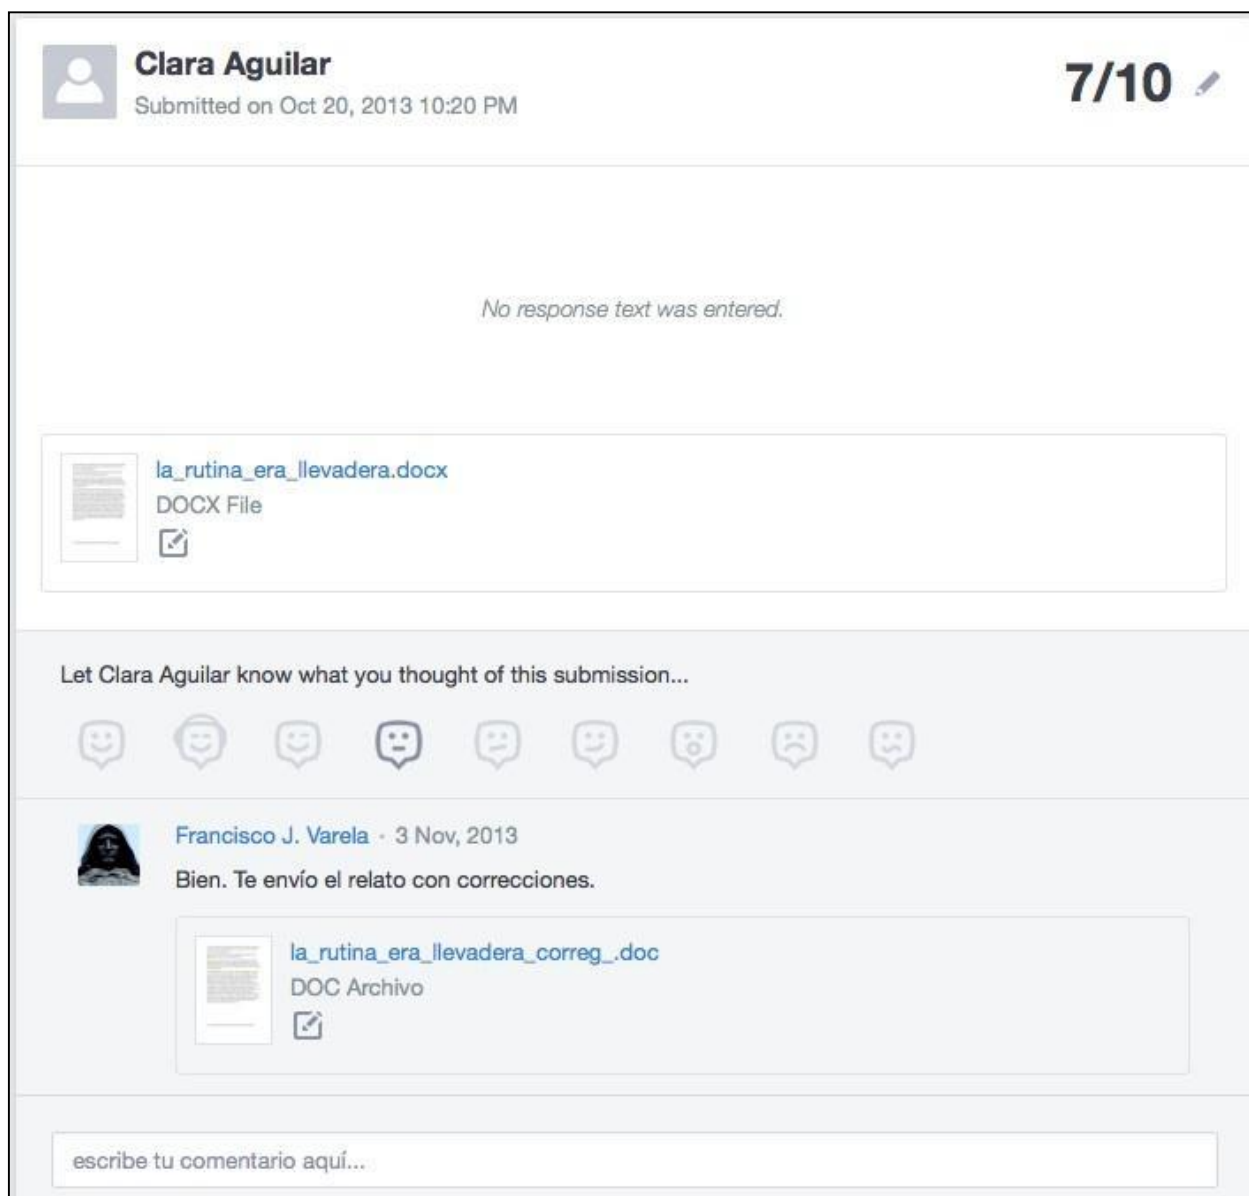 Clara Aguilar
Submitted on Oct 20, 2013 10:20 PM
7/10
No response text was entered.
la_rutina_era_llevadera.docx
DOCX File
Let Clara Aguilar know what you thought of this submission...
Francisco J. Varela · 3 Nov, 2013
Bien. Te envío el relato con correcciones.
la_rutina_era_llevadera_correg_.doc
DOC Archivo
escribe tu comentario aquí...